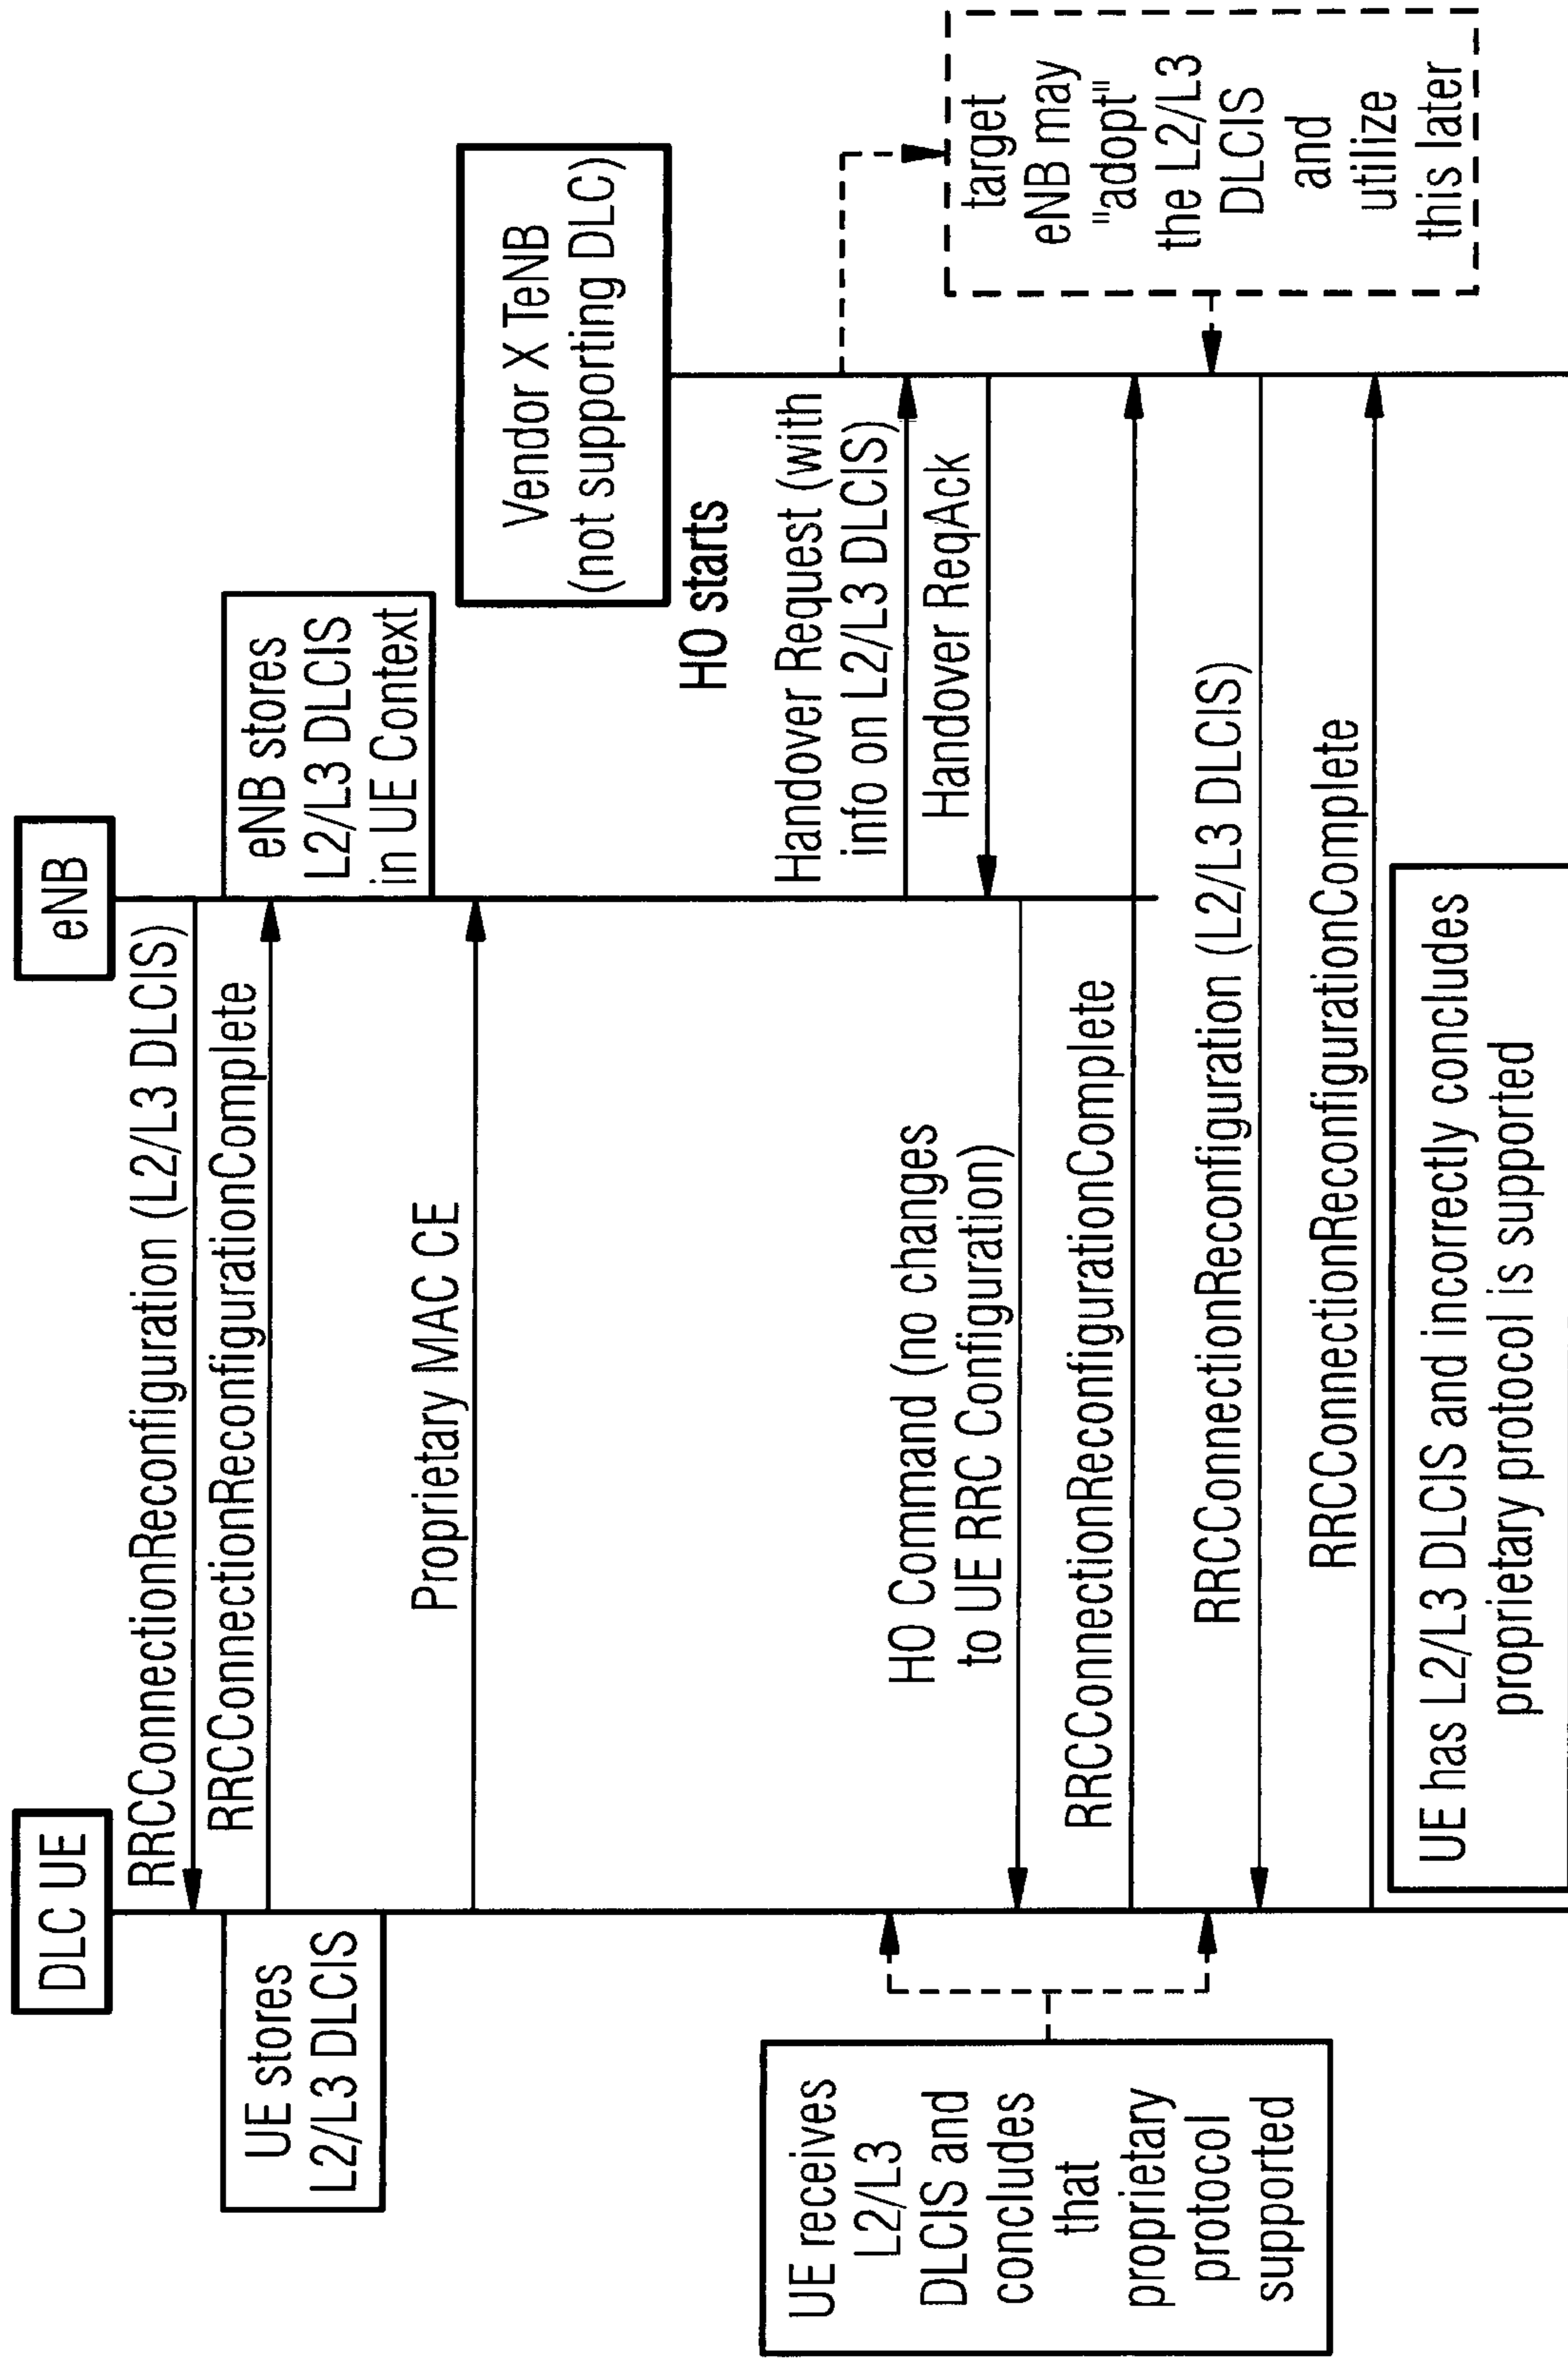 DLC UE
eNB
RRCConnectionReconfiguration (L2/L3 DLCIS)
RRCConnectionReconfigurationComplete
UE stores
L2/L3 DLCIS
eNB stores
L2/L3 DLCIS
in UE Context
Proprietary MAC CE
Vendor X TeNB
(not supporting DLC)
HO starts
Handover Request (with
info on L2/L3 DLCIS)
Handover ReqAck
target
eNB may
"adopt"
the L2/L3
DLCIS
and
utilize
this later
HO Command (no changes
to UE RRC Configuration)
RRCConnectionReconfigurationComplete
UE receives
L2/L3
DLCIS and
concludes
that
proprietary
protocol
supported
RRCConnectionReconfiguration (L2/L3 DLCIS)
RRCConnectionReconfigurationComplete
UE has L2/L3 DLCIS and incorrectly concludes
proprietary protocol is supported